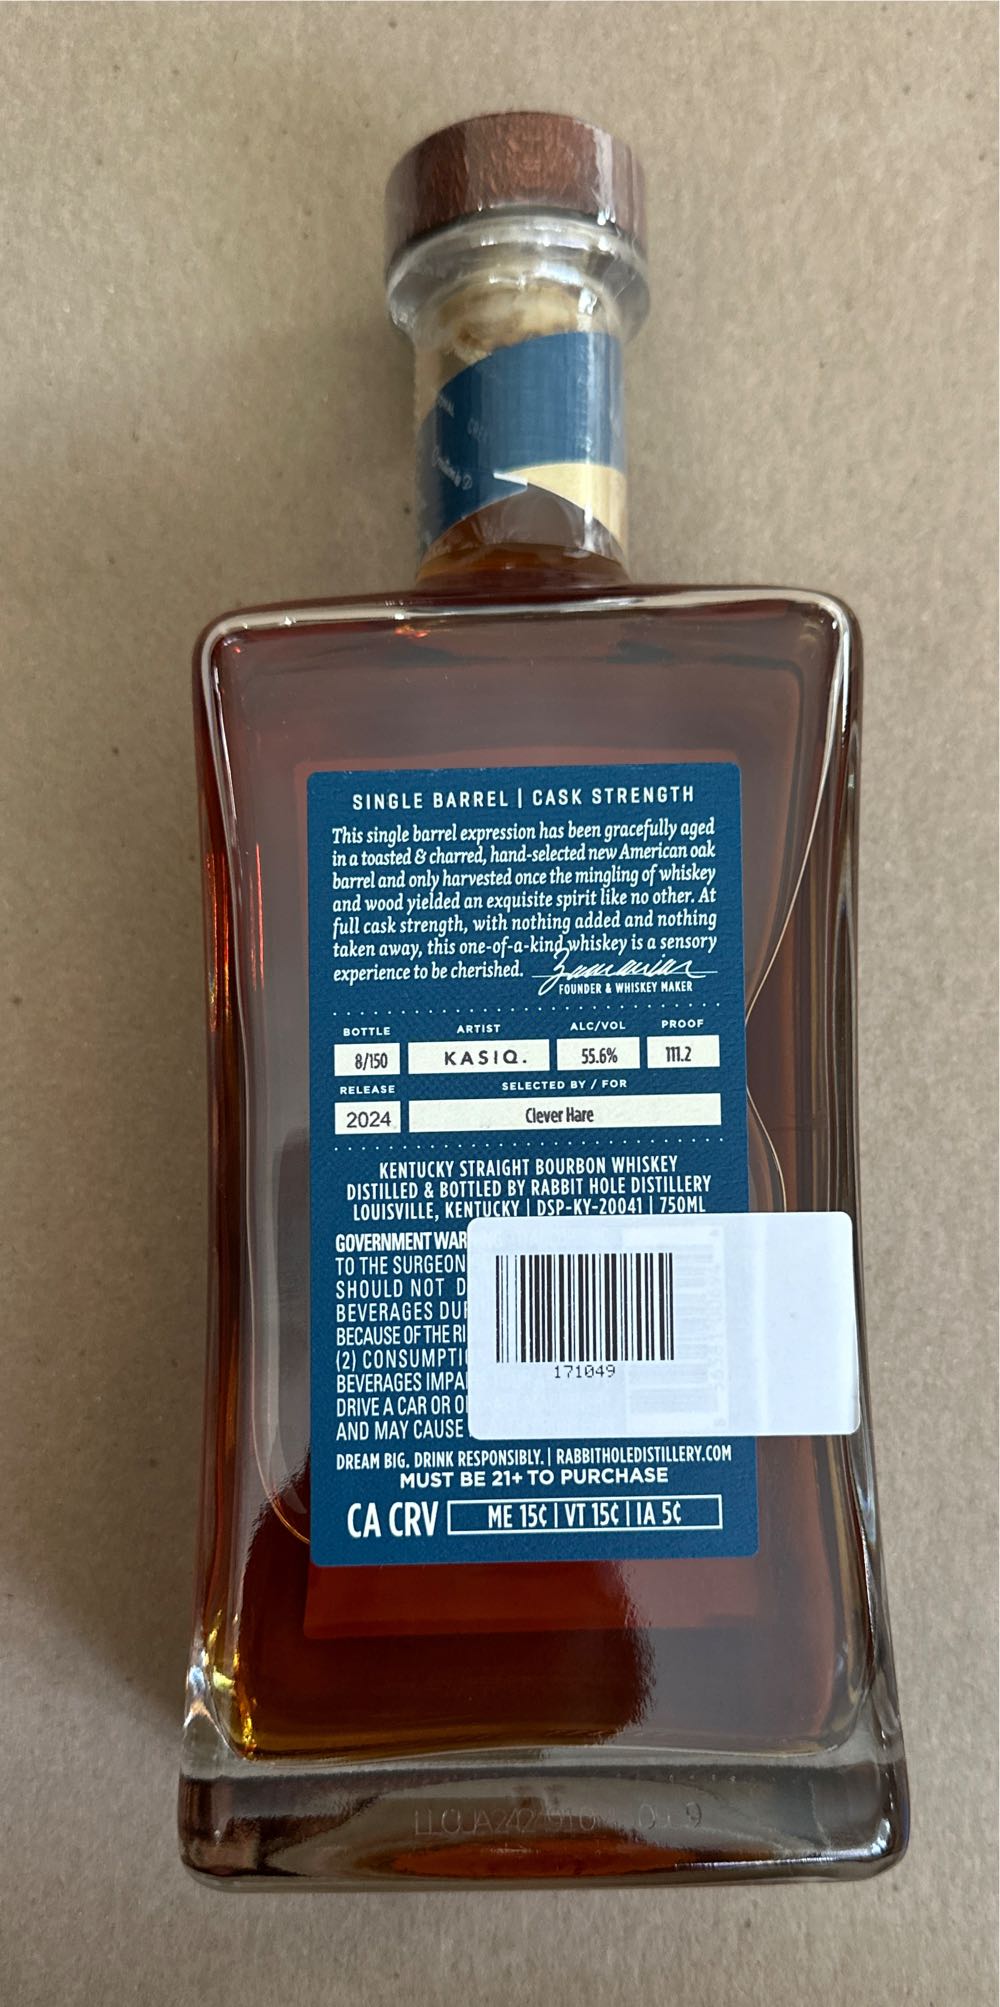 SINGLE BARREL | CASK STRENGTH
This single barrel expression has been gracefully aged
in a toasted & charred, hand-selected new American oak
barrel and only harvested once the mingling of whiskey
and wood yielded an exquisite spirit like no other. At
full cask strength, with nothing added and nothing
taken away, this one-of-a-kind whiskey is a sensory
experience to be cherished.
FOUNDER & WHISKEY MAKER
BOTTLE ARTIST ALC/VOL PROOF
8/150 KASIQ. 55.6% 111.2
RELEASE SELECTED BY / FOR
2024 Clever Hare
KENTUCKY STRAIGHT BOURBON WHISKEY
DISTILLED & BOTTLED BY RABBIT HOLE DISTILLERY
LOUISVILLE, KENTUCKY | DSP-KY-20041 | 750ML
GOVERNMENT WAR
TO THE SURGEON
SHOULD NOT D
BEVERAGES DUR
BECAUSE OF THE RI
(2) CONSUMPTI
BEVERAGES IMPA
DRIVE A CAR OR O
AND MAY CAUSE
171049
DREAM BIG. DRINK RESPONSIBLY. | RABBITHOLEDISTILLERY.COM
MUST BE 21+ TO PURCHASE
CA CRV ME 15¢ | VT 15¢ | IA 5¢